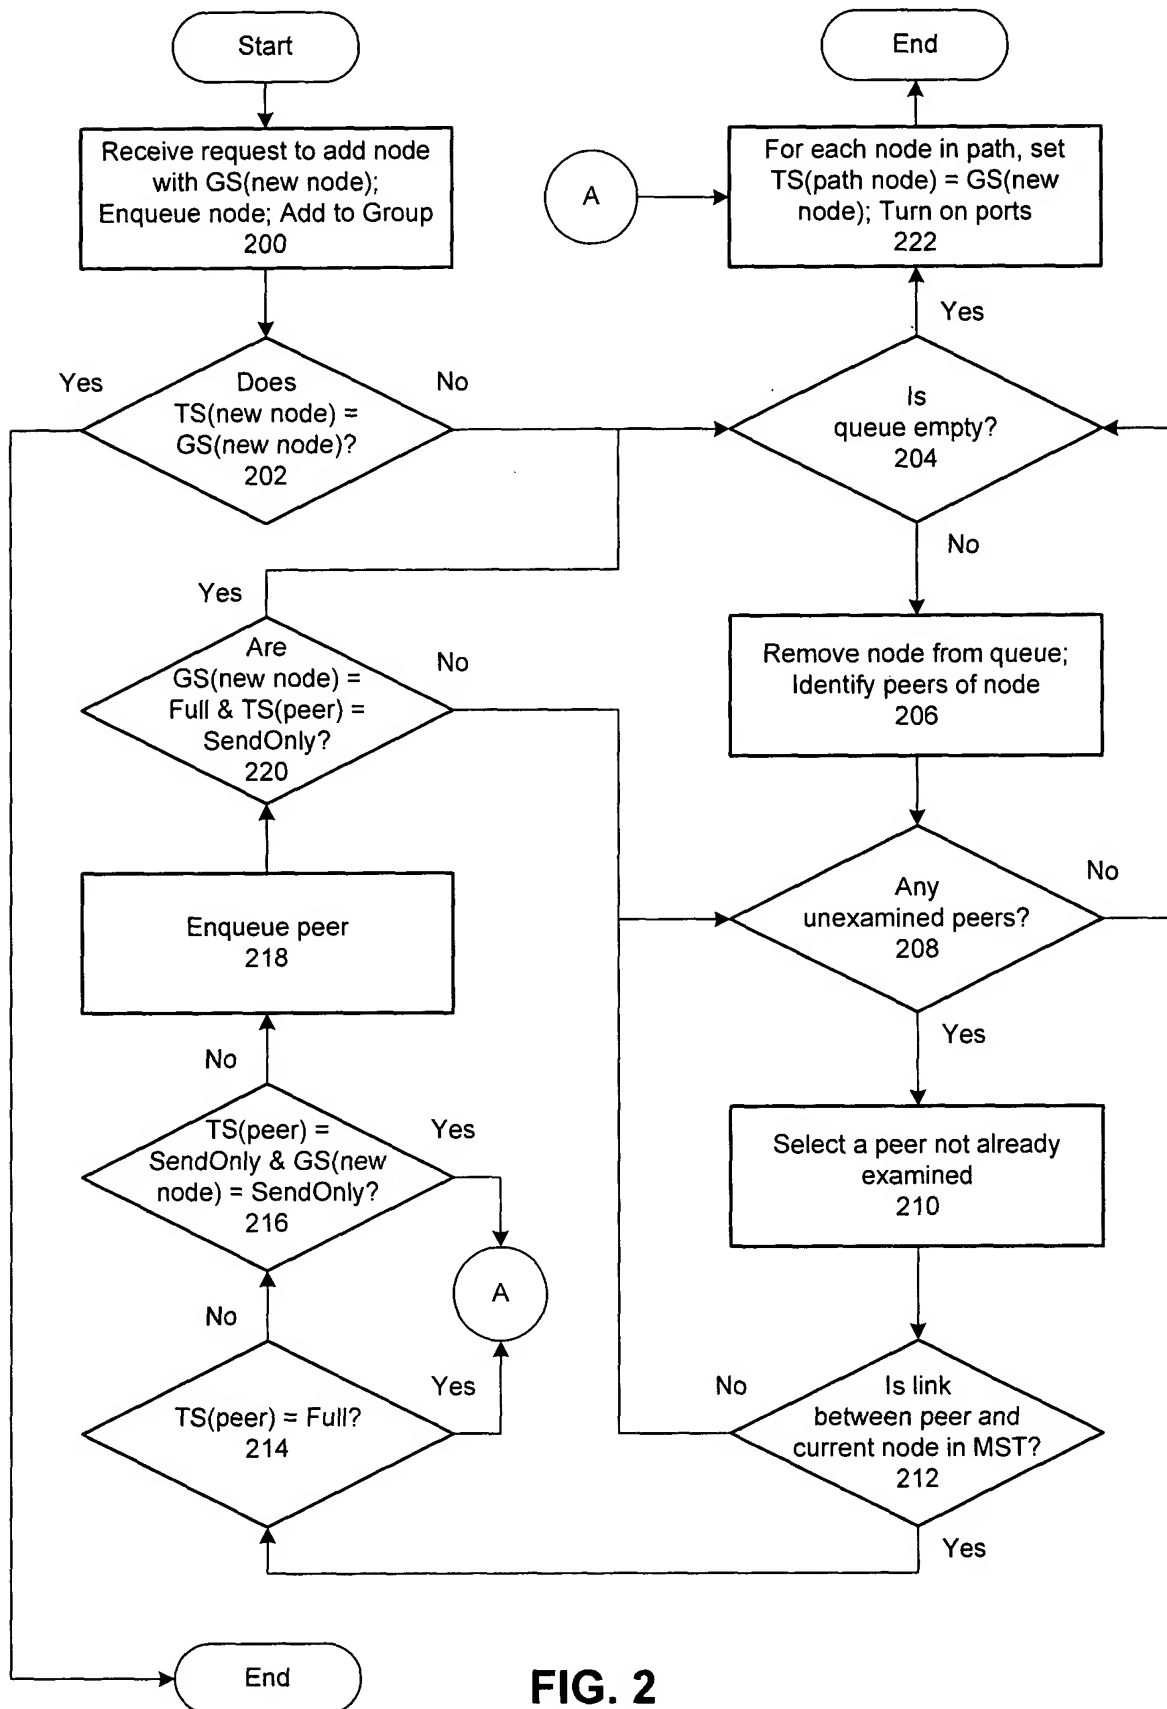 Start
Receive request to add node
with GS(new node);
Enqueue node; Add to Group
200
Yes
Does
TS(new node) =
GS(new node)?
202
No
Yes
Are
GS(new node) =
Full & TS(peer) =
SendOnly?
220
No
Enqueue peer
218
No
TS(peer) =
SendOnly & GS(new
node) = SendOnly?
216
Yes
A
No
TS(peer) = Full?
214
Yes
End
End
A
For each node in path, set
TS(path node) = GS(new
node); Turn on ports
222
Yes
Is
queue empty?
204
No
Remove node from queue;
Identify peers of node
206
Any
unexamined peers?
208
No
Yes
Select a peer not already
examined
210
No
Is link
between peer and
current node in MST?
212
Yes
FIG. 2